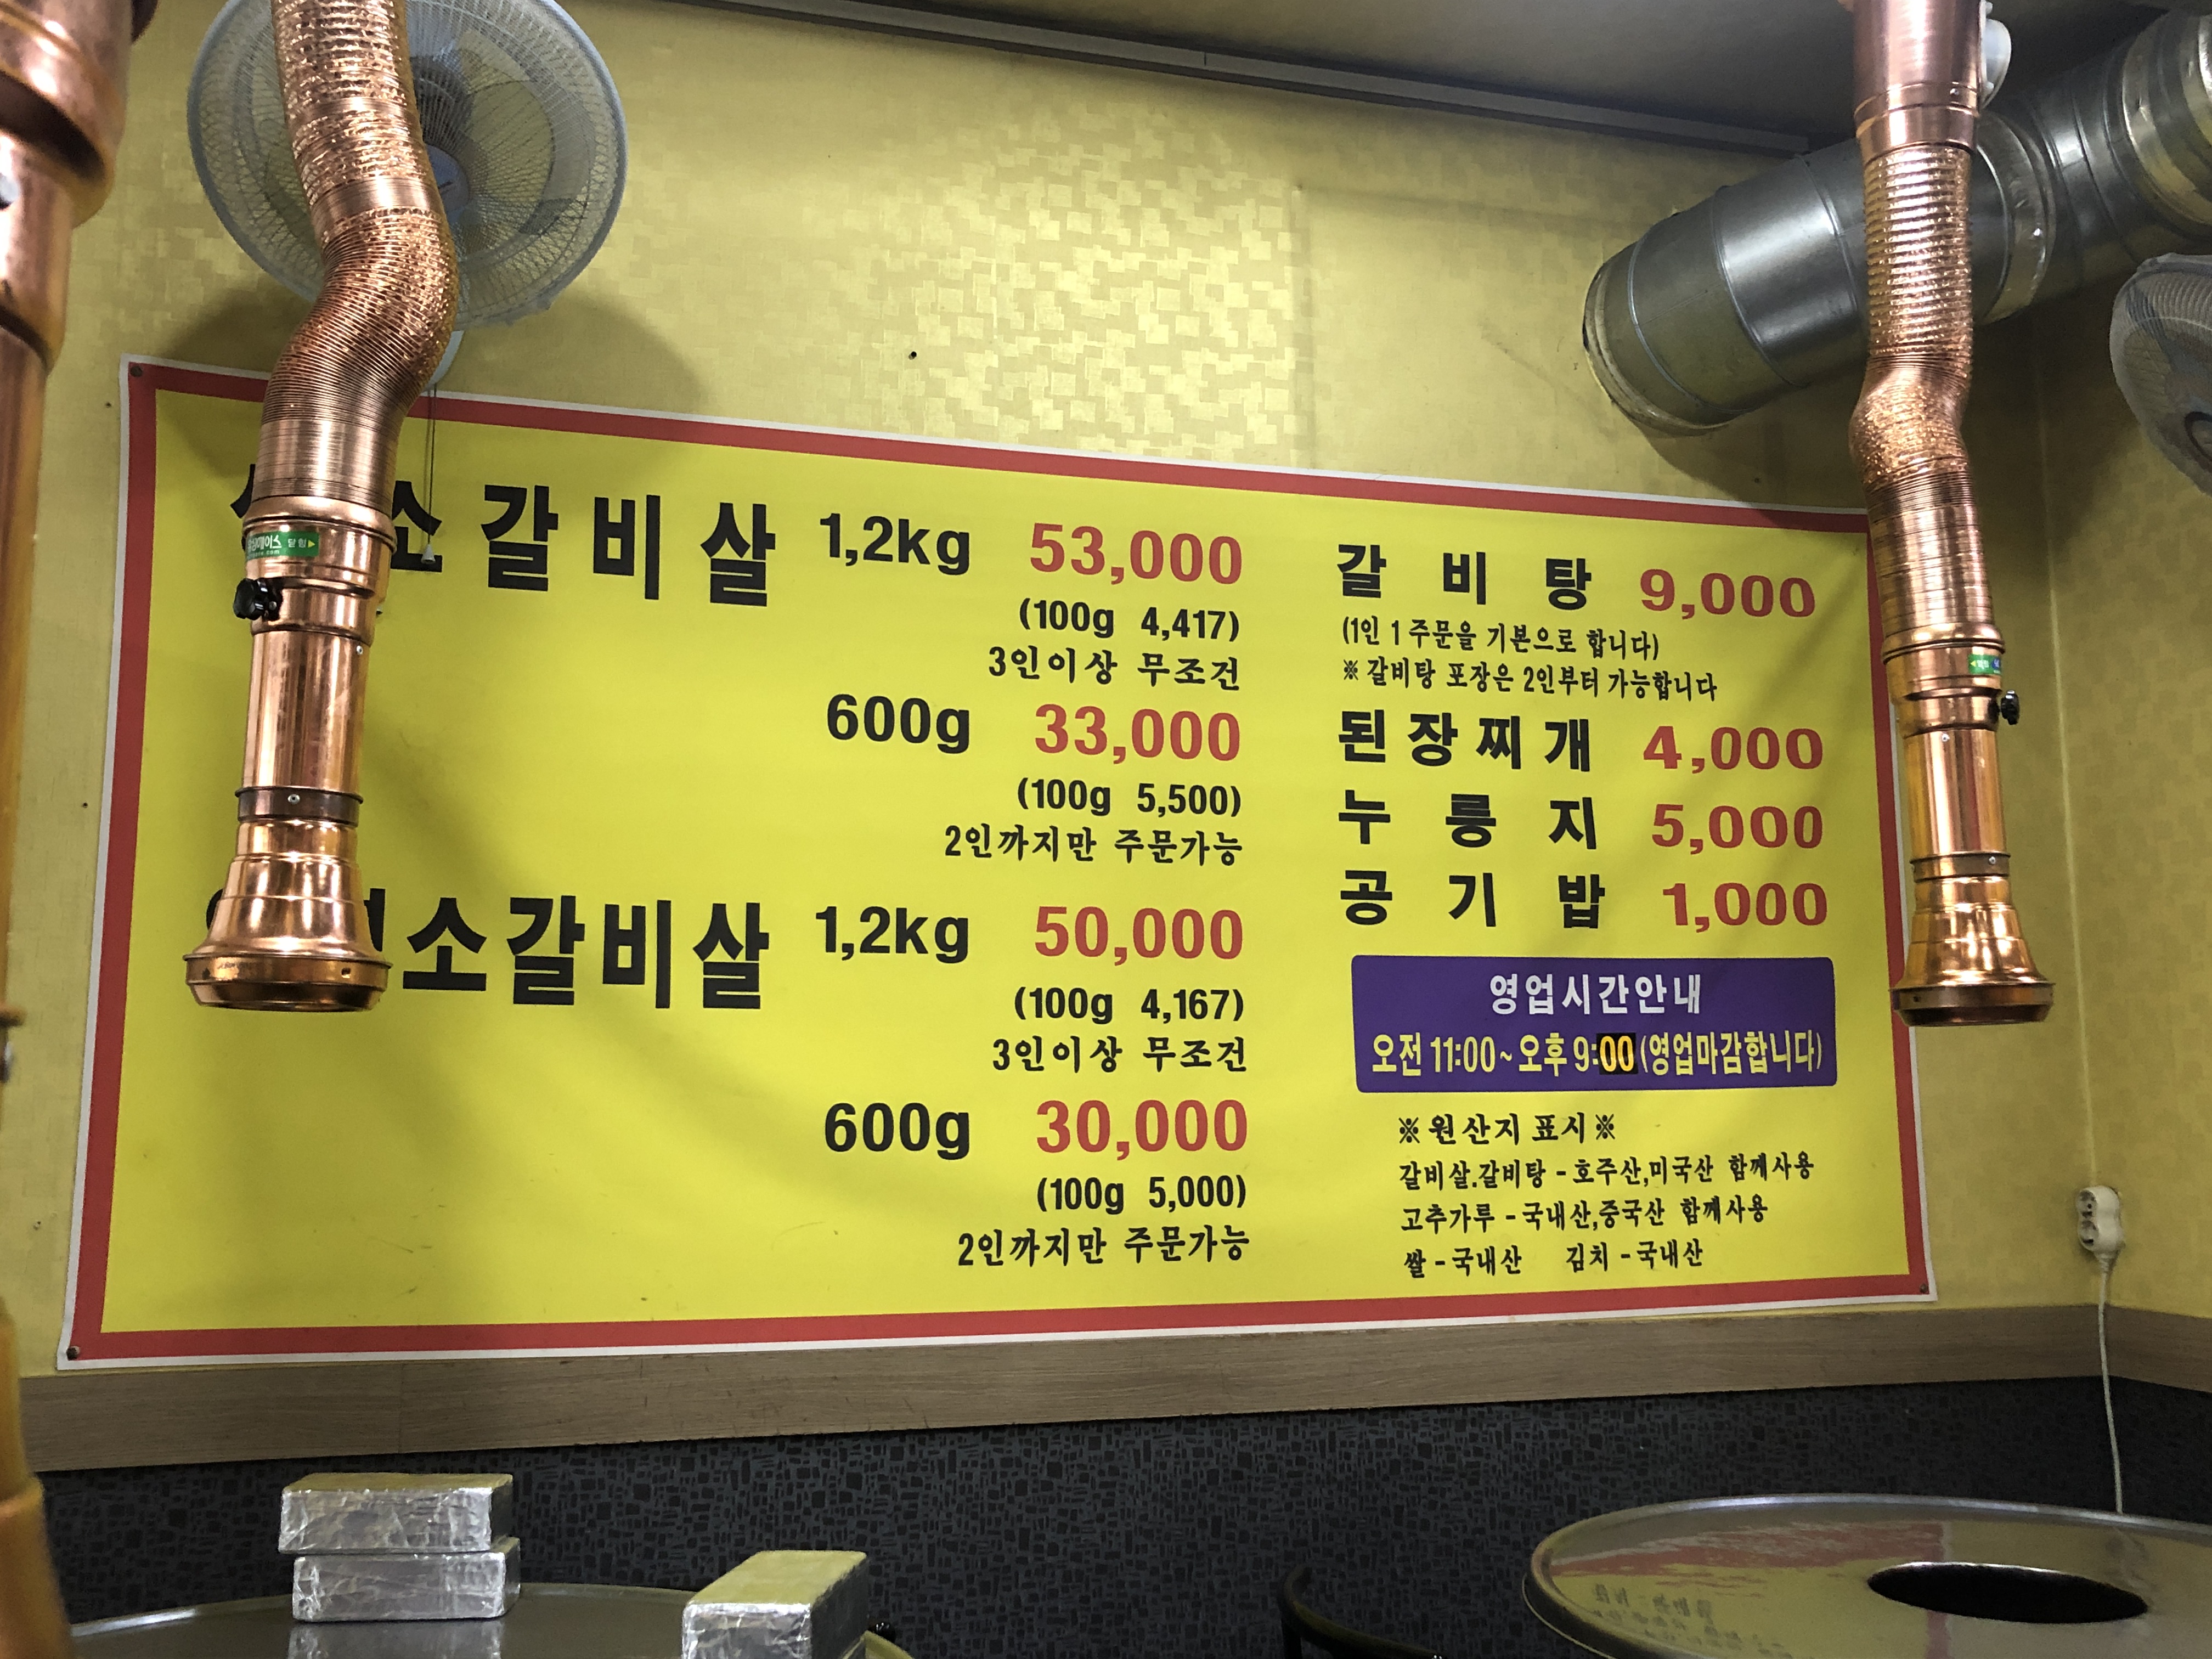 소갈비살 1,2kg 53,000
(100g 4,417)
3인이상 무조건
600g 33,000
(100g 5,500)
2인까지만 주문가능
소갈비살 1,2kg 50,000
(100g 4,167)
3인이상 무조건
600g 30,000
(100g 5,000)
2인까지만 주문가능
갈비탕 9,000
(1인 1주문을 기본으로 합니다)
※갈비탕 포장은 2인부터 가능합니다
된장찌개 4,000
누룽지 5,000
공기밥 1,000
영업시간안내
오전 11:00~오후 9:00 (영업마감합니다)
※원산지 표시※
갈비살.갈비탕 - 호주산,미국산 함께사용
고추가루 - 국내산,중국산 함께사용
쌀 - 국내산 김치 - 국내산
닫힘▶